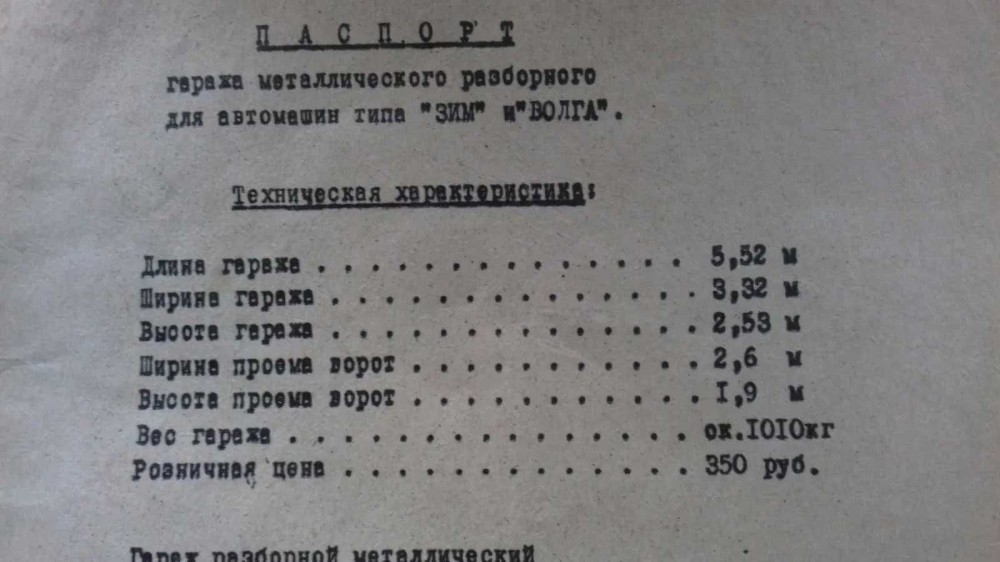 П А С П О Р Т
гаража металлического разборного
для автомашин типа "ЗИМ" и"ВОЛГА".
Техническая характеристика:
Длина гаража . . . . . . . . . . . . . . 5,52 м
Ширина гаража . . . . . . . . . . . . . . 3,32 м
Высота гаража . . . . . . . . . . . . . . 2,53 м
Ширина проема ворот . . . . . . . . . . . 2,6 м
Высота проема ворот . . . . . . . . . . . I,9 м
Вес гаража . . . . . . . . . . . . . . . ок.IOIOкг
Розничная цена . . . . . . . . . . . . . 350 руб.
Гараж разборной металлический